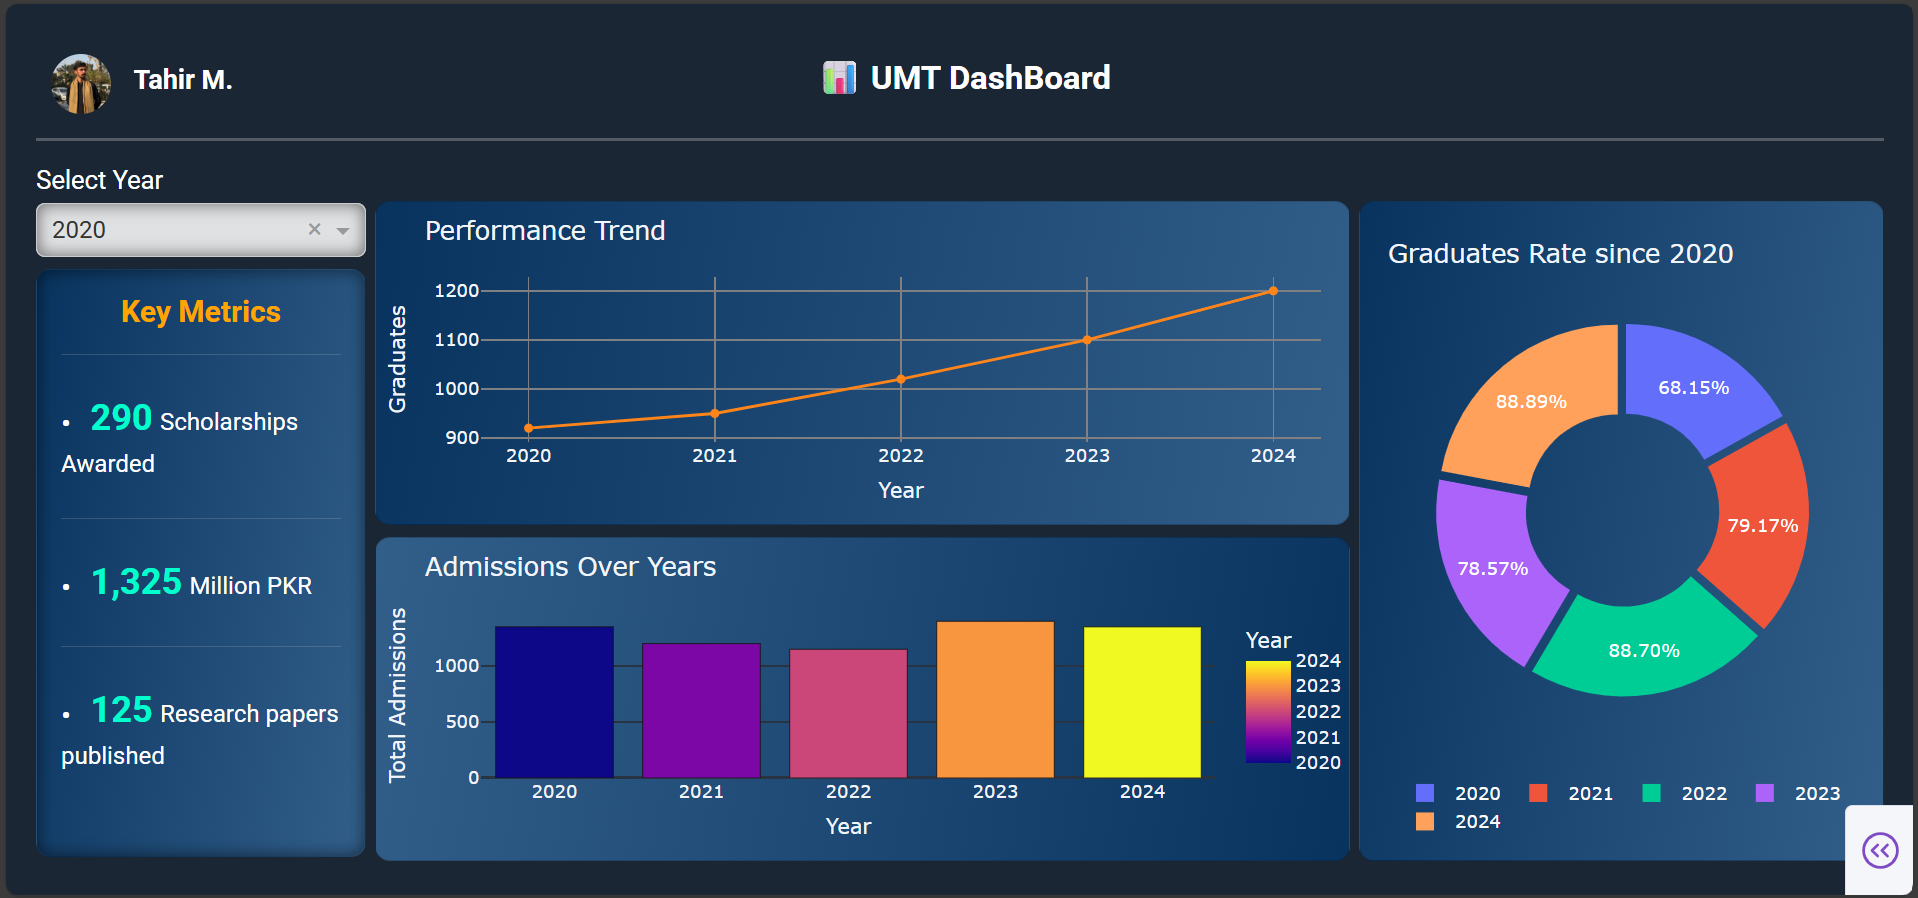 Tahir M.
UMT DashBoard
Select Year
2020
Key Metrics
290 Scholarships
Awarded
1,325 Million PKR
125 Research papers
published
Performance Trend
Graduates
1200
1100
1000
900
2020 2021 2022 2023 2024
Year
Admissions Over Years
Total Admissions
1000
500
0
2020 2021 2022 2023 2024
Year
Year
2024
2023
2022
2021
2020
Graduates Rate since 2020
68.15%
88.89%
79.17%
78.57%
88.70%
2020 2021 2022 2023
2024